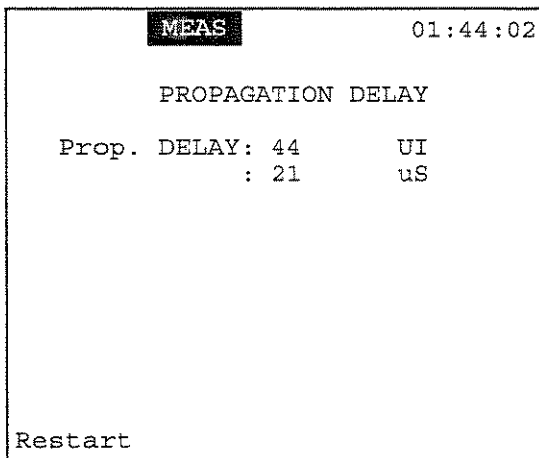 MEAS 01:44:02
PROPAGATION DELAY
Prop. DELAY: 44 UI
: 21 uS
Restart